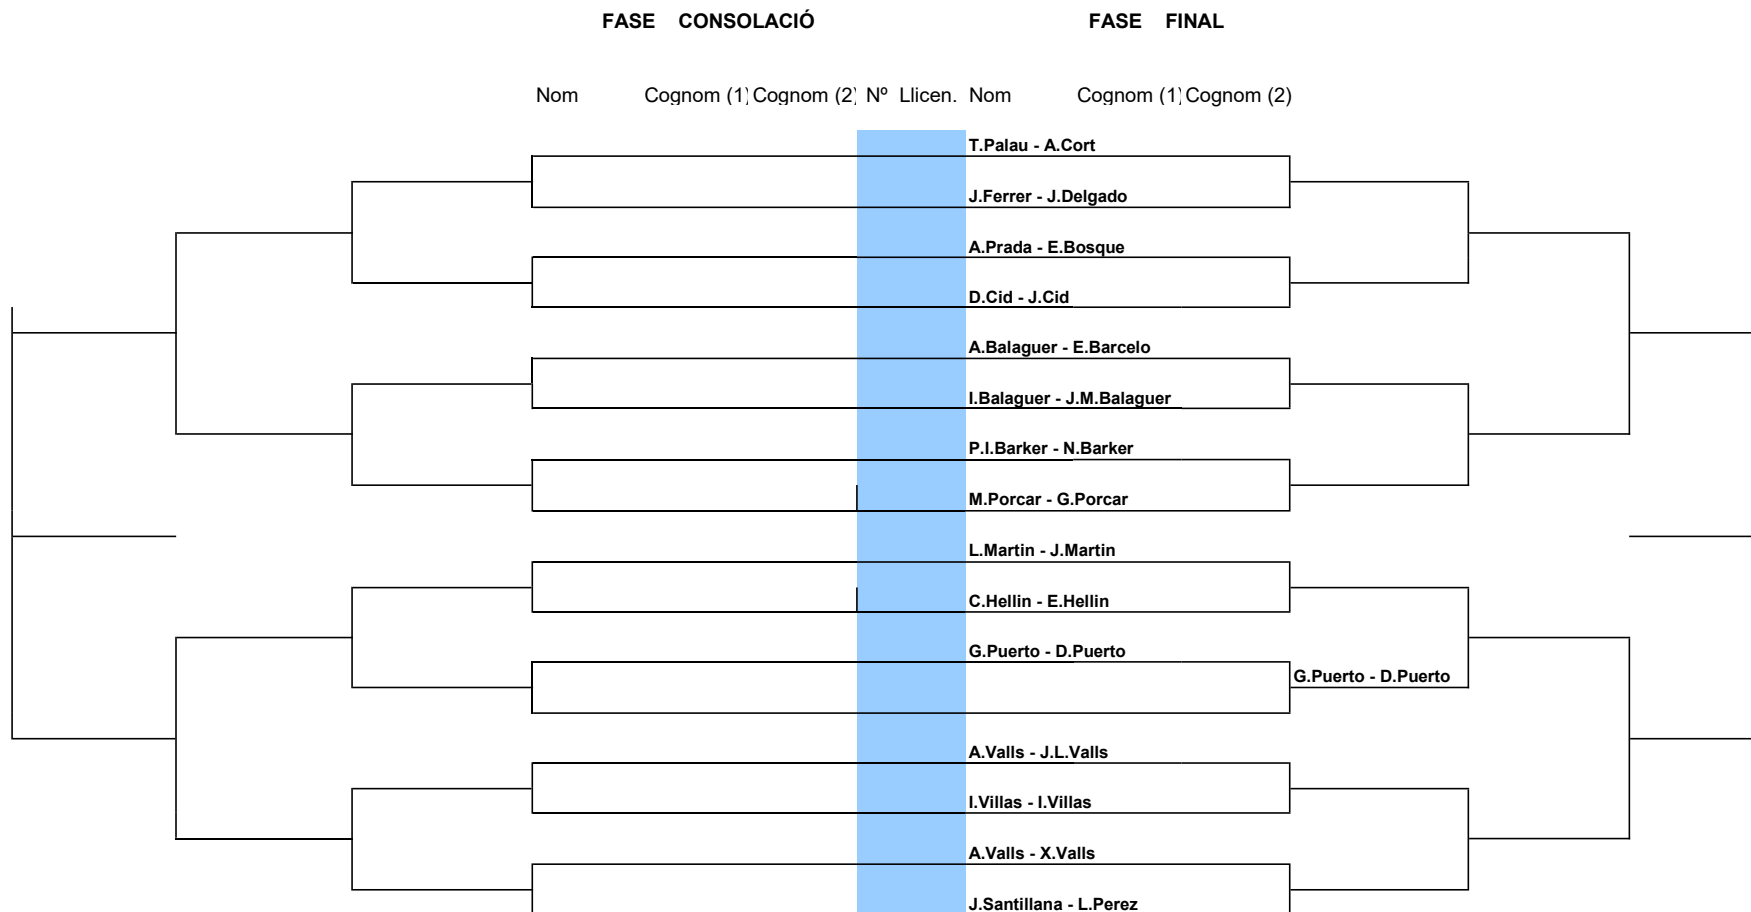 FASE CONSOLACIÓ FASE FINAL
Nom Cognom (1) Cognom (2) Nº Llicen. Nom Cognom (1) Cognom (2)
T.Palau - A.Cort
J.Ferrer - J.Delgado
A.Prada - E.Bosque
D.Cid - J.Cid
A.Balaguer - E.Barcelo
I.Balaguer - J.M.Balaguer
P.I.Barker - N.Barker
M.Porcar - G.Porcar
L.Martin - J.Martin
C.Hellin - E.Hellin
G.Puerto - D.Puerto
G.Puerto - D.Puerto
A.Valls - J.L.Valls
I.Villas - I.Villas
A.Valls - X.Valls
J.Santillana - L.Perez